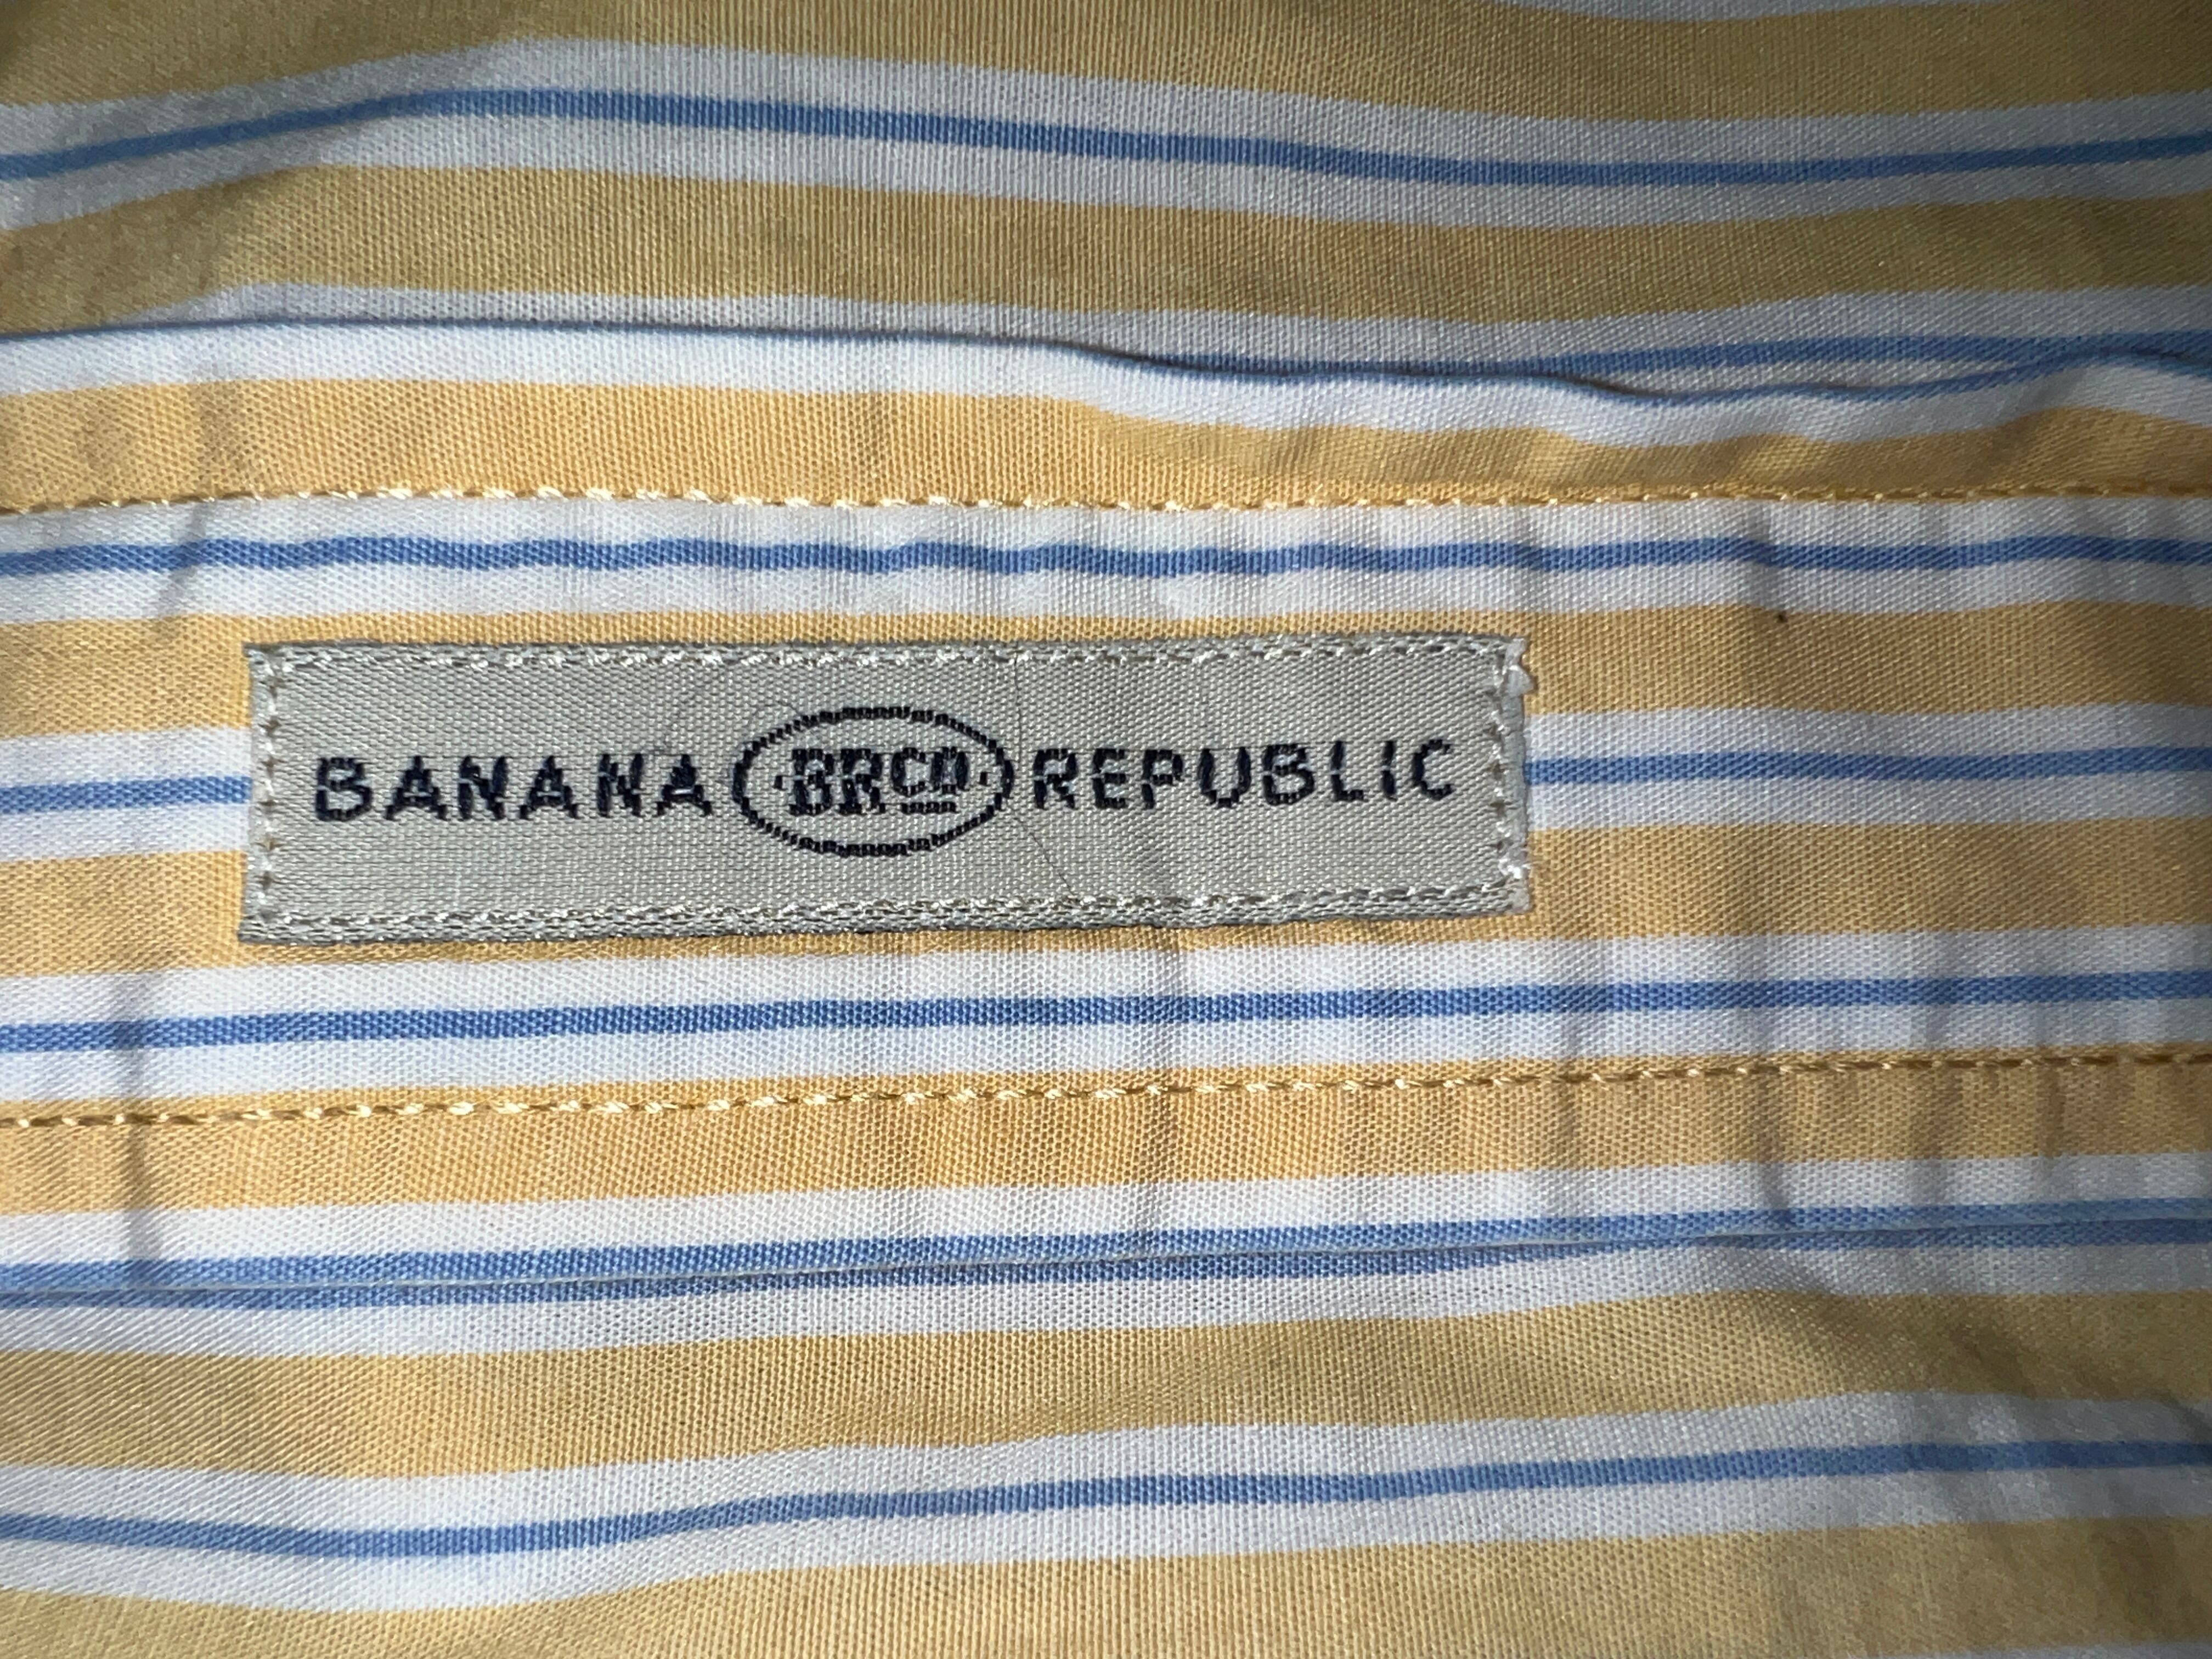 BANANA ·BRCO· REPUBLIC